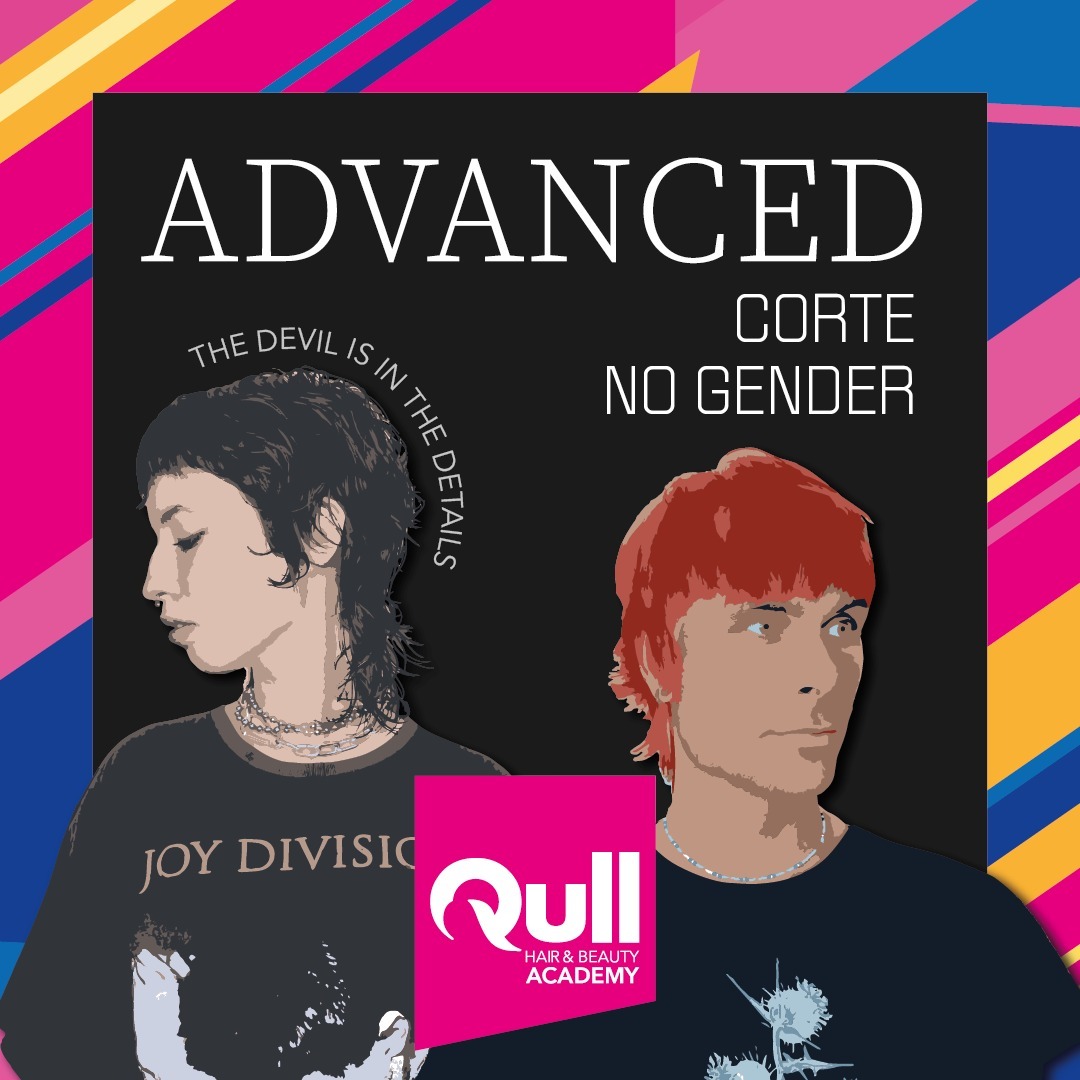 ADVANCED
CORTE
NO GENDER
THE DEVIL IS IN THE DETAILS
JOY DIVISIO
Qull
HAIR & BEAUTY
ACADEMY